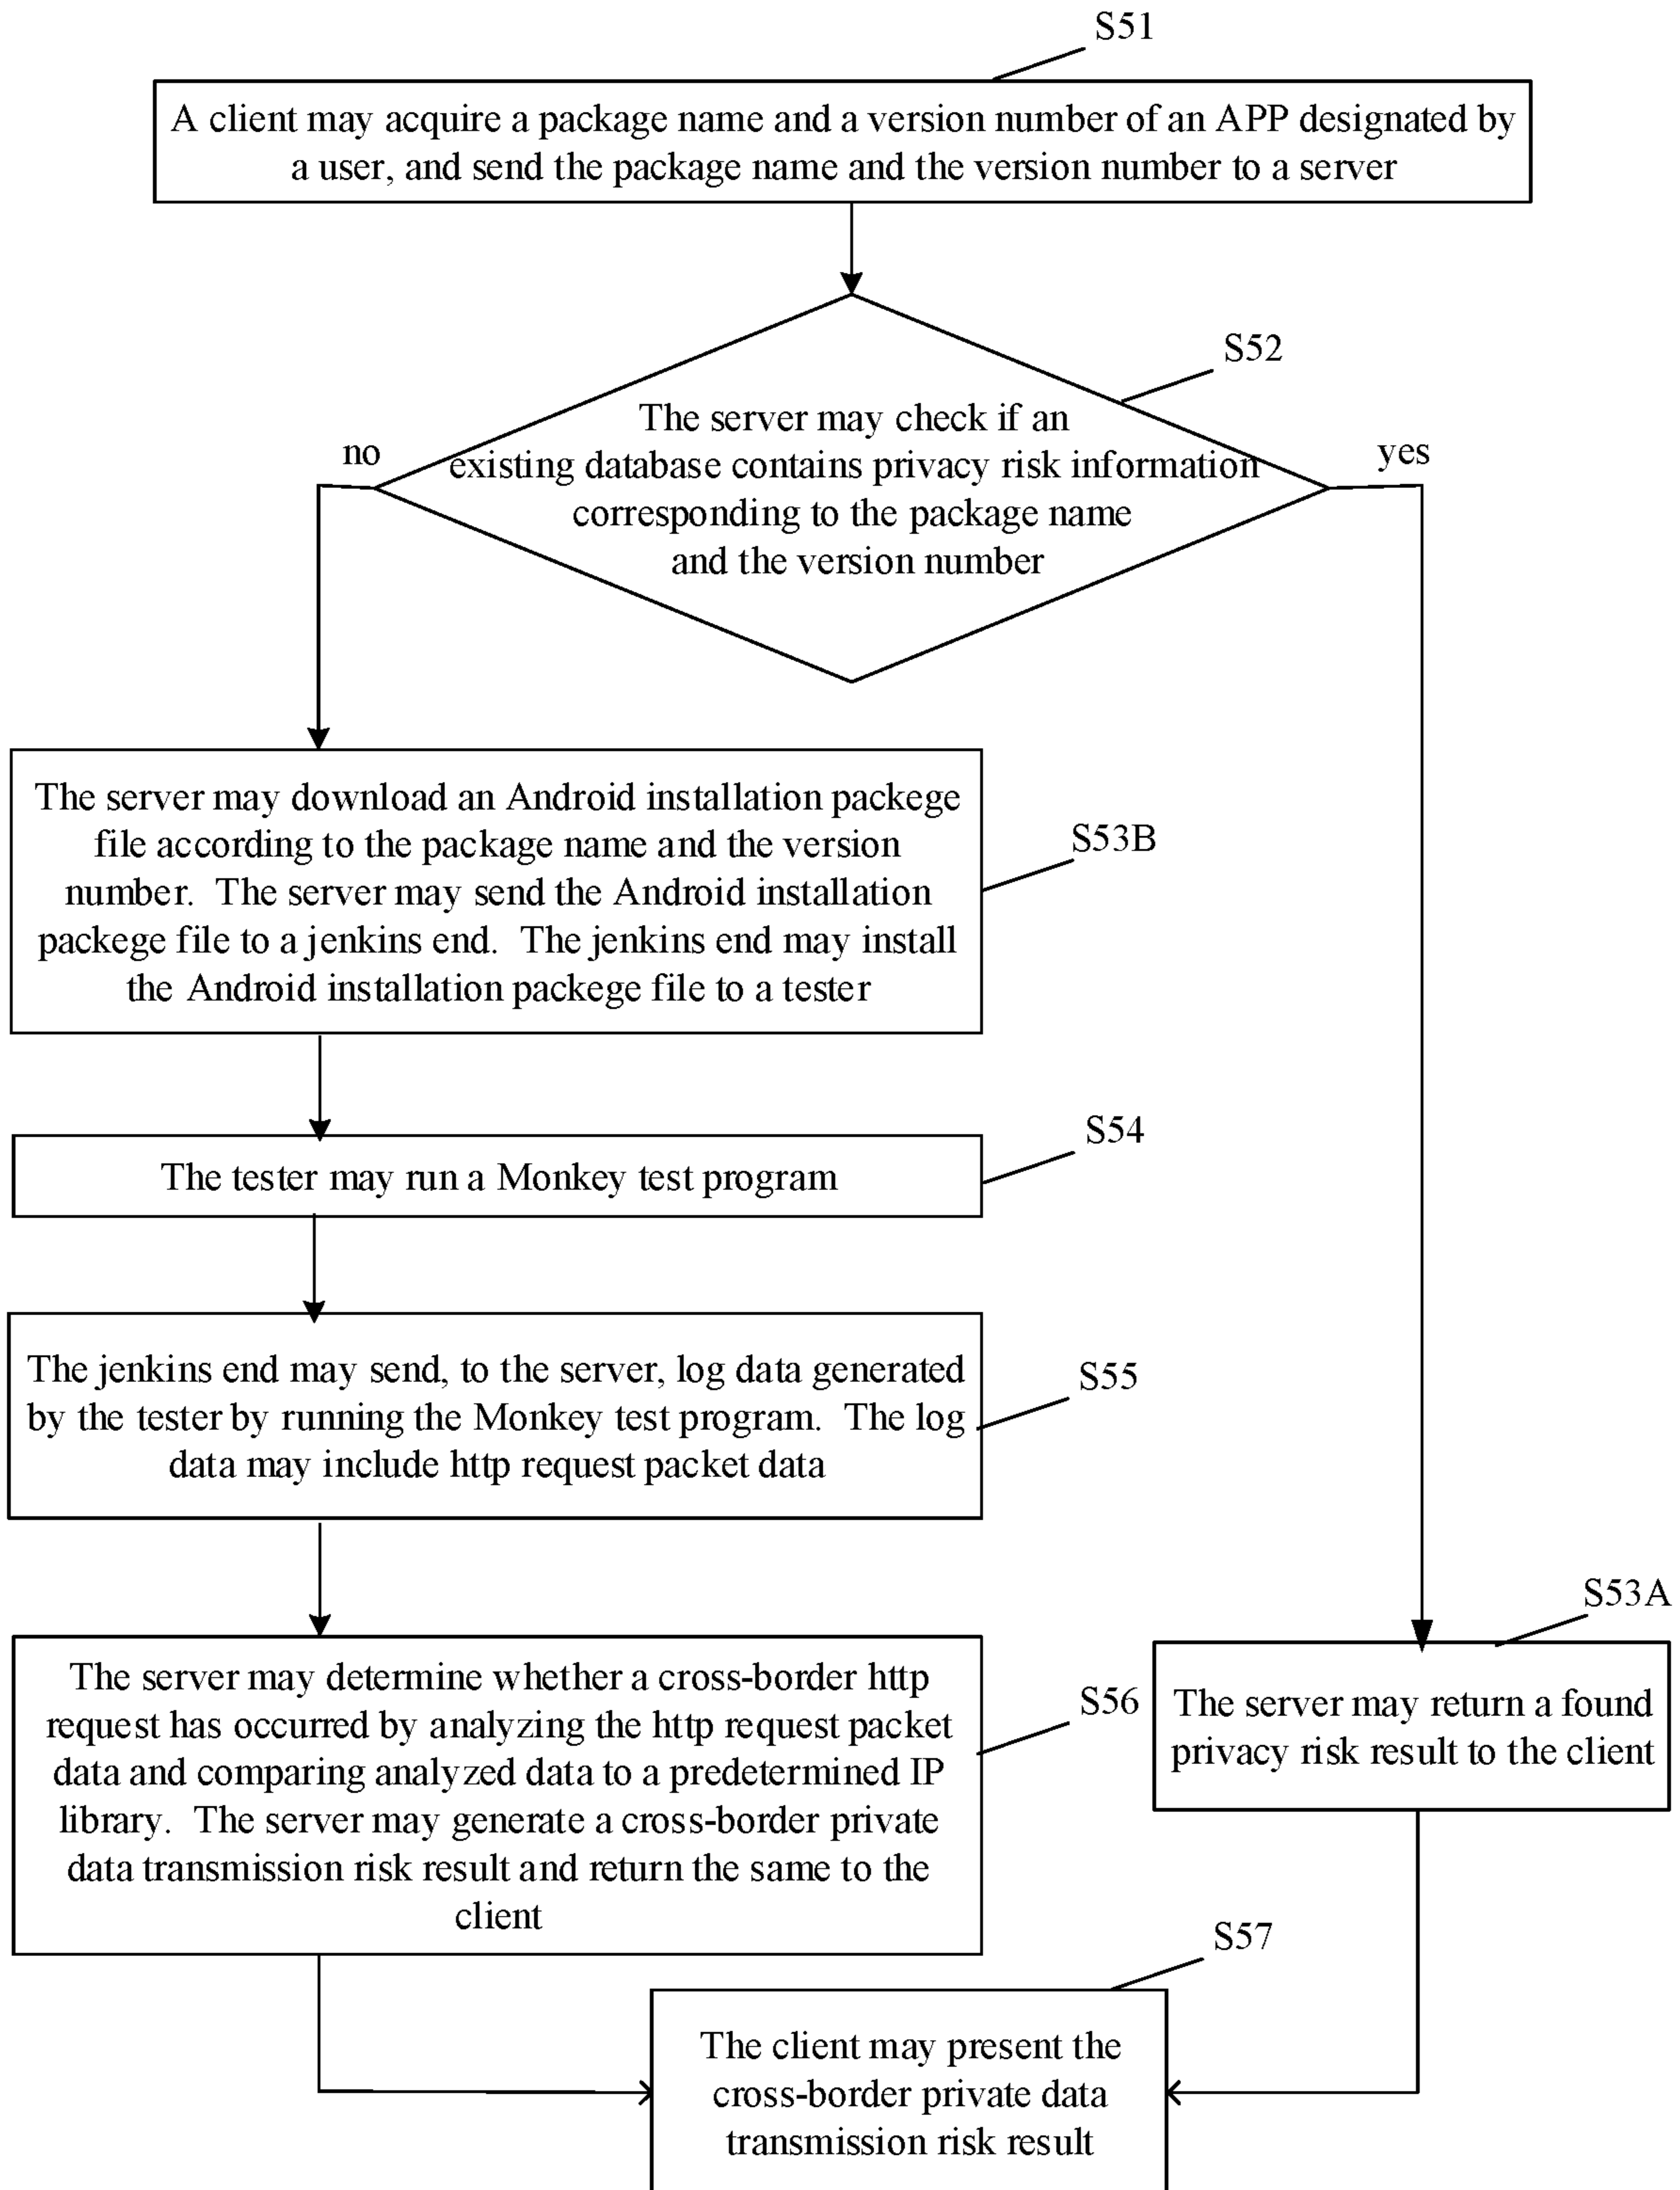 S51
A client may acquire a package name and a version number of an APP designated by
a user, and send the package name and the version number to a server
S52
The server may check if an
existing database contains privacy risk information
corresponding to the package name
and the version number
no
yes
The server may download an Android installation packege
file according to the package name and the version
number. The server may send the Android installation
packege file to a jenkins end. The jenkins end may install
the Android installation packege file to a tester
S53B
S54
The tester may run a Monkey test program
The jenkins end may send, to the server, log data generated
by the tester by running the Monkey test program. The log
data may include http request packet data
S55
S53A
The server may determine whether a cross-border http
request has occurred by analyzing the http request packet
data and comparing analyzed data to a predetermined IP
library. The server may generate a cross-border private
data transmission risk result and return the same to the
client
S56
The server may return a found
privacy risk result to the client
S57
The client may present the
cross-border private data
transmission risk result